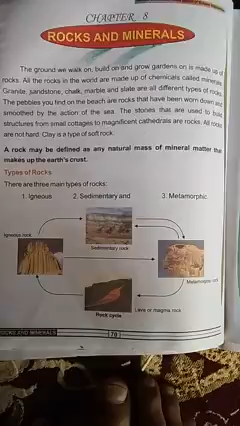 CHAPTER 8
ROCKS AND MINERALS
The ground we walk on, build on and grow gardens on is made up of
rocks. All the rocks in the world are made up of chemicals called minerals.
Granite, sandstone, chalk, marble and slate are all different types of rocks.
The pebbles you find on the beach are rocks that have been worn down and
smoothed by the action of the sea. The stones that are used to build
structures from small cottages to magnificent cathedrals are rocks. All rocks
are not hard. Clay is a type of soft rock.
A rock may be defined as any natural mass of mineral matter that
makes up the earth's crust.
Types of Rocks
There are three main types of rocks:
1. Igneous 2. Sedimentary and 3. Metamorphic.
Igneous rock
Sedimentary rock
Metamorphic rock
Lava or magma rock
Rock cycle
ROCKS AND MINERALS
78